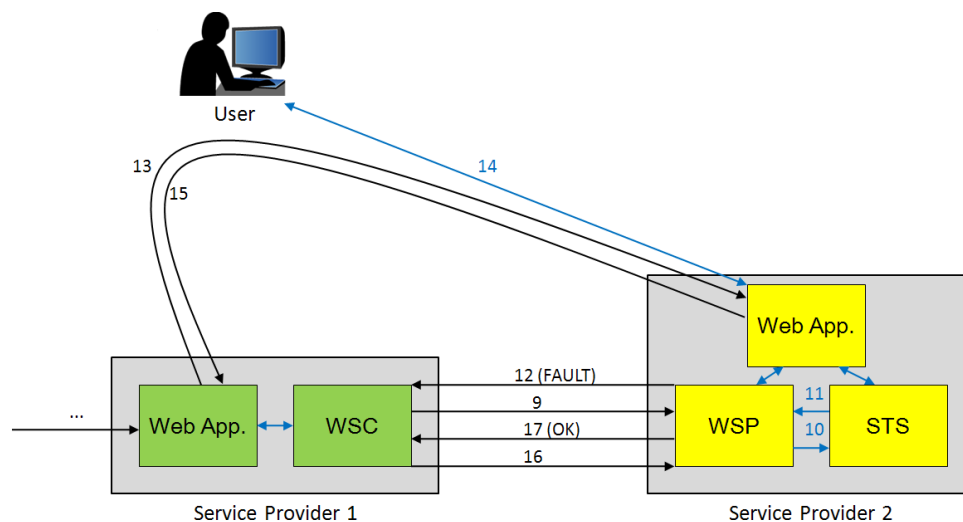 User
13
14
15
Web App.
12 (FAULT)
...
9
11
Web App.
WSC
17 (OK)
WSP
10
STS
16
Service Provider 1
Service Provider 2